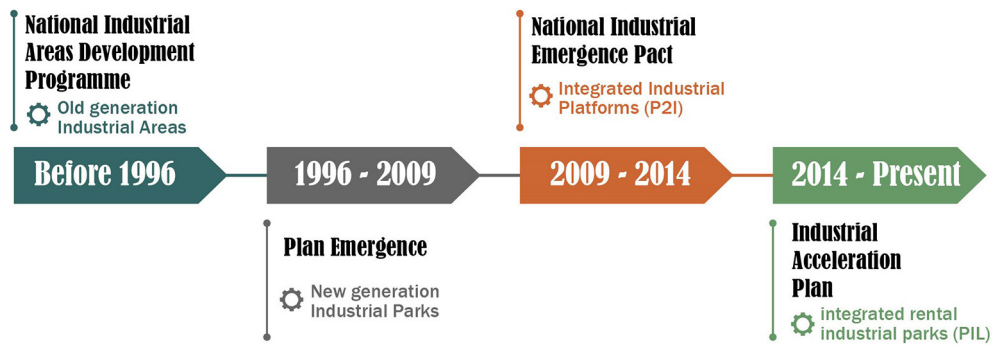 National Industrial
Areas Development
Programme
Old generation
Industrial Areas
National Industrial
Emergence Pact
Integrated Industrial
Platforms (P2I)
Before 1996
1996 - 2009
2009 - 2014
2014 - Present
Plan Emergence
New generation
Industrial Parks
Industrial
Acceleration
Plan
integrated rental
industrial parks (PIL)